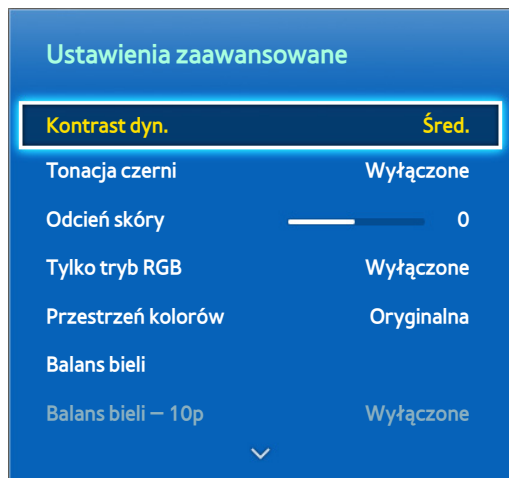 Ustawienia zaawansowane
Kontrast dyn. Śred.
Tonacja czerni Wyłączone
Odcień skóry 0
Tylko tryb RGB Wyłączone
Przestrzeń kolorów Oryginalna
Balans bieli
Balans bieli — 10p Wyłączone